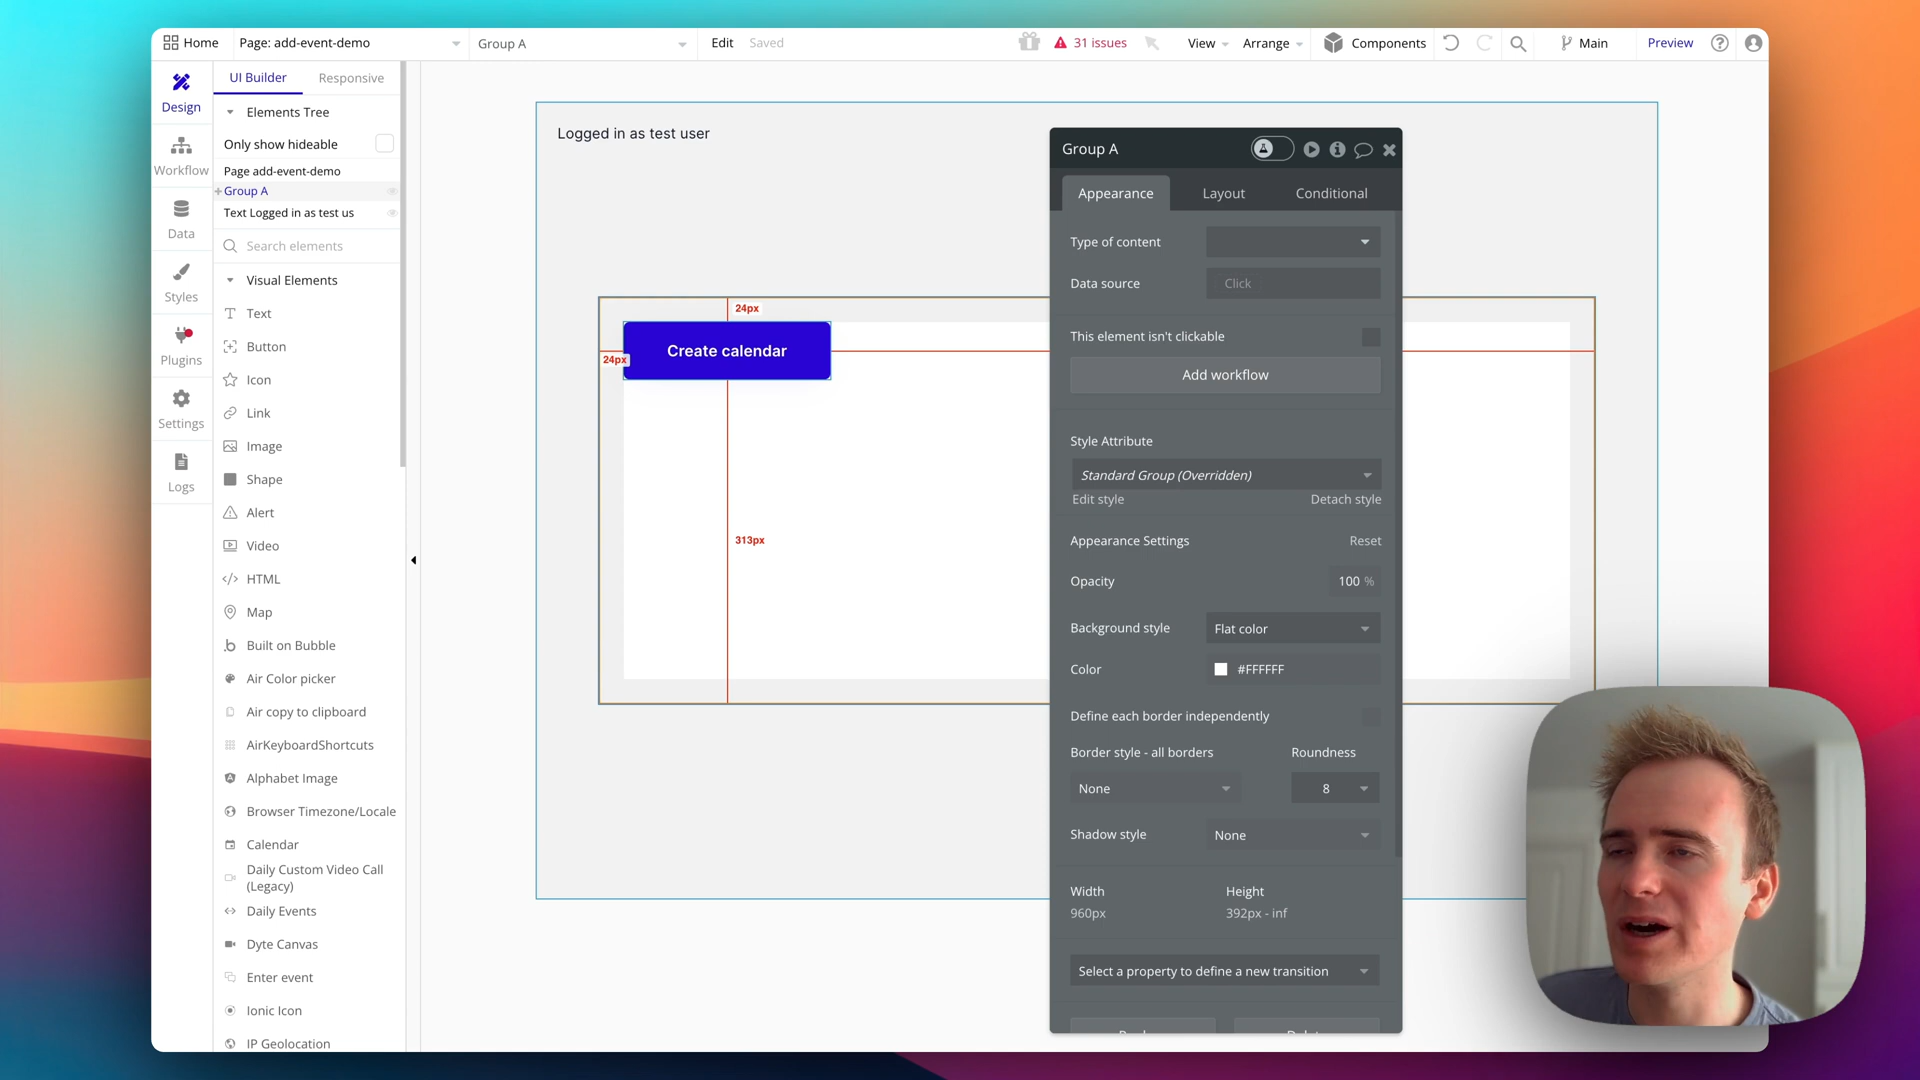 Home
Page: add-event-demo
Group A
Edit
Saved
31 issues
View
Arrange
Components
Main
Preview
Design
Workflow
Data
Styles
Plugins
Settings
Logs
UI Builder
Responsive
Elements Tree
Only show hideable
Page add-event-demo
Group A
Text Logged in as test us
Search elements
Visual Elements
Text
Button
Icon
Link
Image
Shape
Alert
Video
HTML
Map
Built on Bubble
Air Color picker
Air copy to clipboard
AirKeyboardShortcuts
Alphabet Image
Browser Timezone/Locale
Calendar
Daily Custom Video Call
(Legacy)
Daily Events
Dyte Canvas
Enter event
Ionic Icon
IP Geolocation
Logged in as test user
24px
24px
Create calendar
313px
Group A
Appearance
Layout
Conditional
Type of content
Data source
Click
This element isn't clickable
Add workflow
Style Attribute
Standard Group (Overridden)
Edit style
Detach style
Appearance Settings
Reset
Opacity
100 %
Background style
Flat color
Color
#FFFFFF
Define each border independently
Border style - all borders
Roundness
None
8
Shadow style
None
Width
Height
960px
392px - inf
Select a property to define a new transition